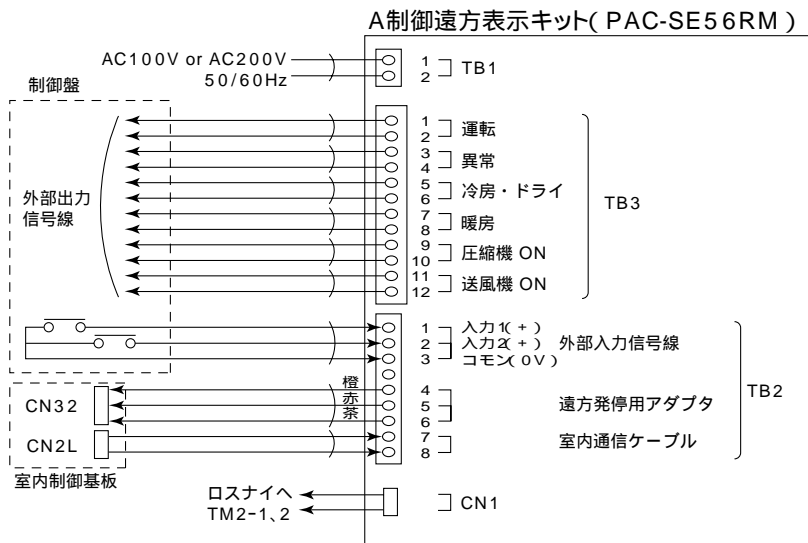 A制御遠方表示キット(PAC-SE56RM)
AC100V or AC200V
50/60Hz
1
2
TB1
制御盤
外部出力
信号線
1
2
運転
3
4
異常
5
6
冷房・ドライ
7
8
暖房
9
10
圧縮機 ON
11
12
送風機 ON
TB3
1 入力1(+)
2 入力2(+)
3 コモン(0V)
外部入力信号線
橙
赤
茶
4
5
6
遠方発停用アダプタ
7
8
室内通信ケーブル
TB2
CN32
CN2L
室内制御基板
ロスナイへ
TM2-1、2
CN1